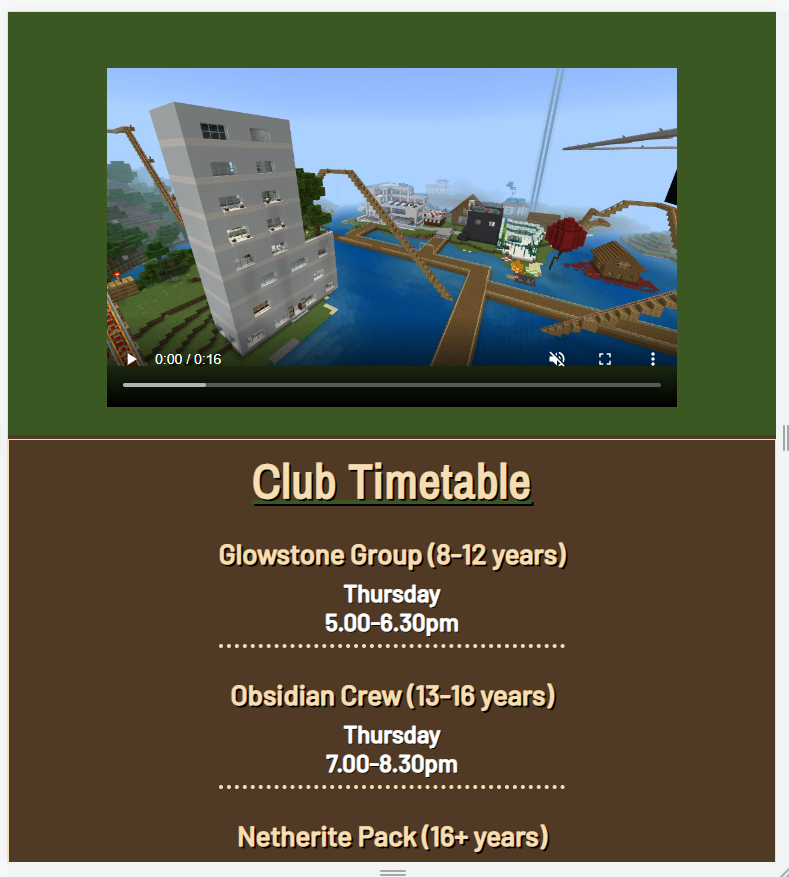 0:00 / 0:16
Club Timetable
Glowstone Group (8-12 years)
Thursday
5.00-6.30pm
Obsidian Crew (13-16 years)
Thursday
7.00-8.30pm
Netherite Pack (16+ years)